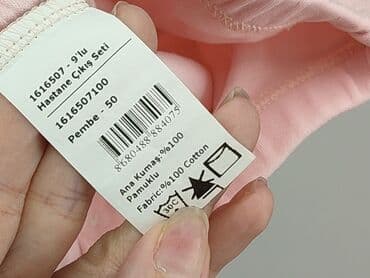 1616507 - 9'lu
Hastane Çıkış Seti
1616507100
Pembe - 50
8680488884075
Ana Kumaş:%100
Pamuklu
Fabric:%100 Cotton
30C